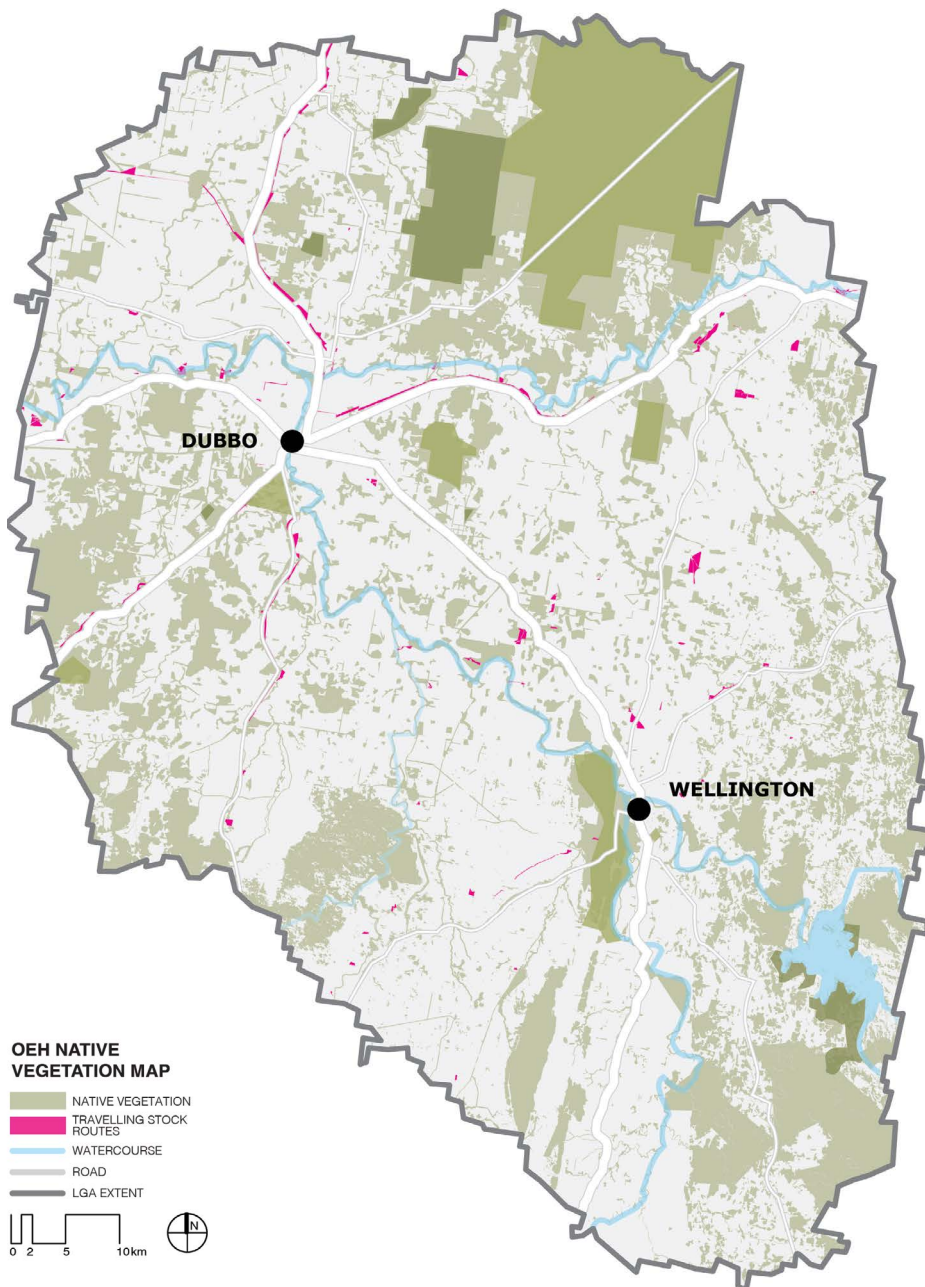 DUBBO
WELLINGTON
OEH NATIVE
VEGETATION MAP
NATIVE VEGETATION
TRAVELLING STOCK
ROUTES
WATERCOURSE
ROAD
LGA EXTENT
0 2 5 10km
N